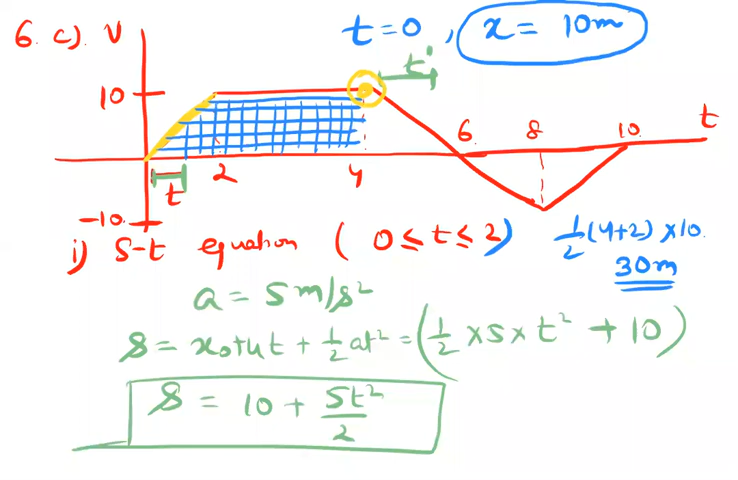 6. c). V
t=0, x = 10m
t'
10
6 8 10 t
2 4
t
-10
i) S-t equation ( 0 ≤ t ≤ 2)
1/2 (4+2) × 10
30m
a = 5 m/s²
S = x₀+ut + 1/2 at² = (1/2 × 5 × t² + 10)
S = 10 + 5t²/2